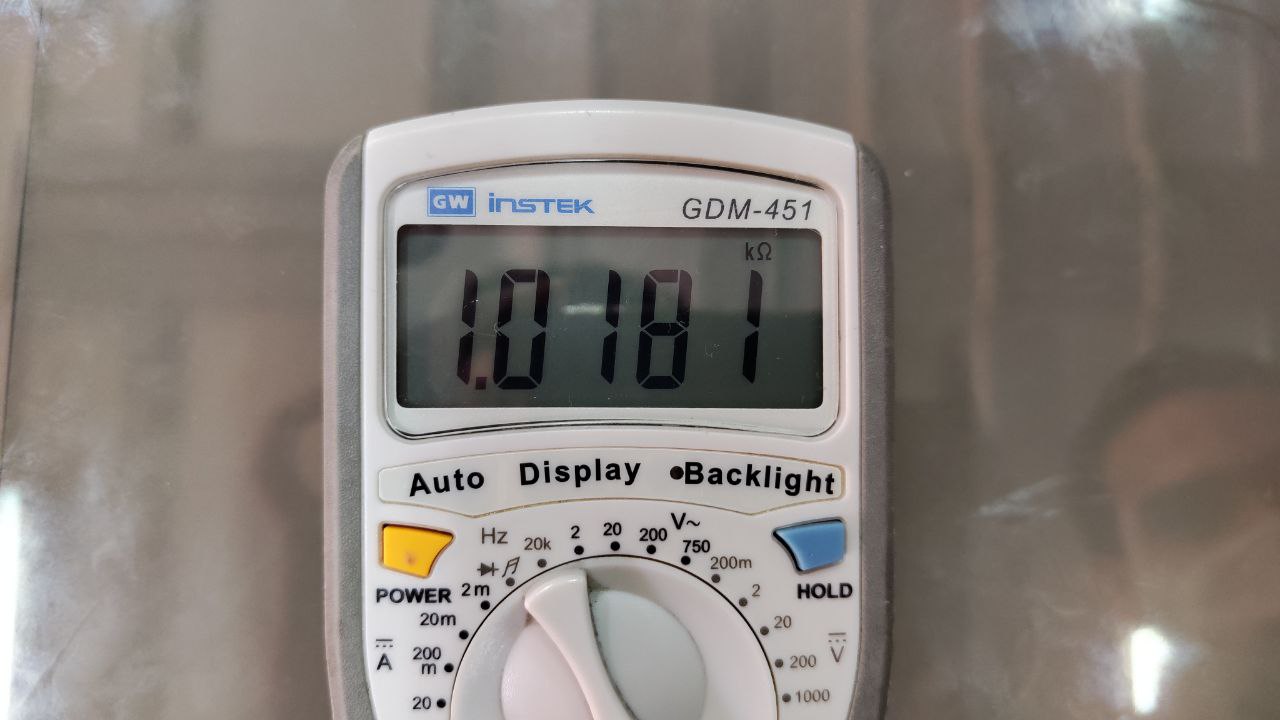 GW INSTEK GDM-451
kΩ
1.0181
Auto Display •Backlight
POWER
HOLD
Hz
20k
2
20
200
V~
750
200m
2
20
V
200
1000
2m
20m
A
200
m
20